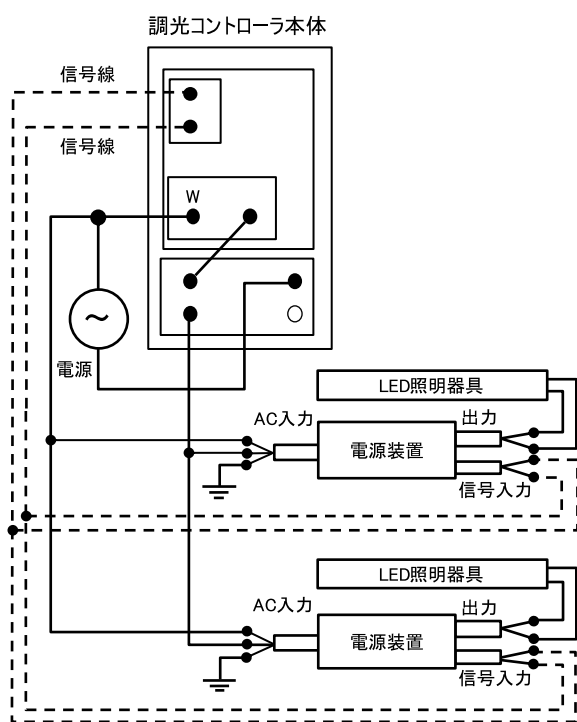 調光コントローラ本体
信号線
信号線
W
電源
LED照明器具
AC入力
出力
電源装置
信号入力
LED照明器具
AC入力
出力
電源装置
信号入力